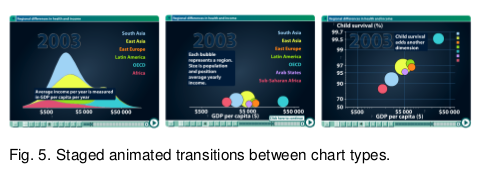 Regional differences in health and income
2003
South Asia
East Asia
East Europe
Latin America
OECD
Africa
Average income per year is measured
in GDP per capita per year
$500
$5 000
$50 000
Regional differences in health and income
2003
Each bubble
represents a region.
Size is population
and position
average yearly
income.
South Asia
East Asia
East Europe
Latin America
OECD
Arab States
Sub-Saharan Africa
$500
$5 000
$50 000
GDP per capita ($)
Regional differences in health and income
Child survival (%)
2003
Child survival
adds another
dimension
99.7
99.5
99
97
95
90
70
50
$500
$5 000
$50 000
GDP per capita ($)
Fig. 5. Staged animated transitions between chart types.